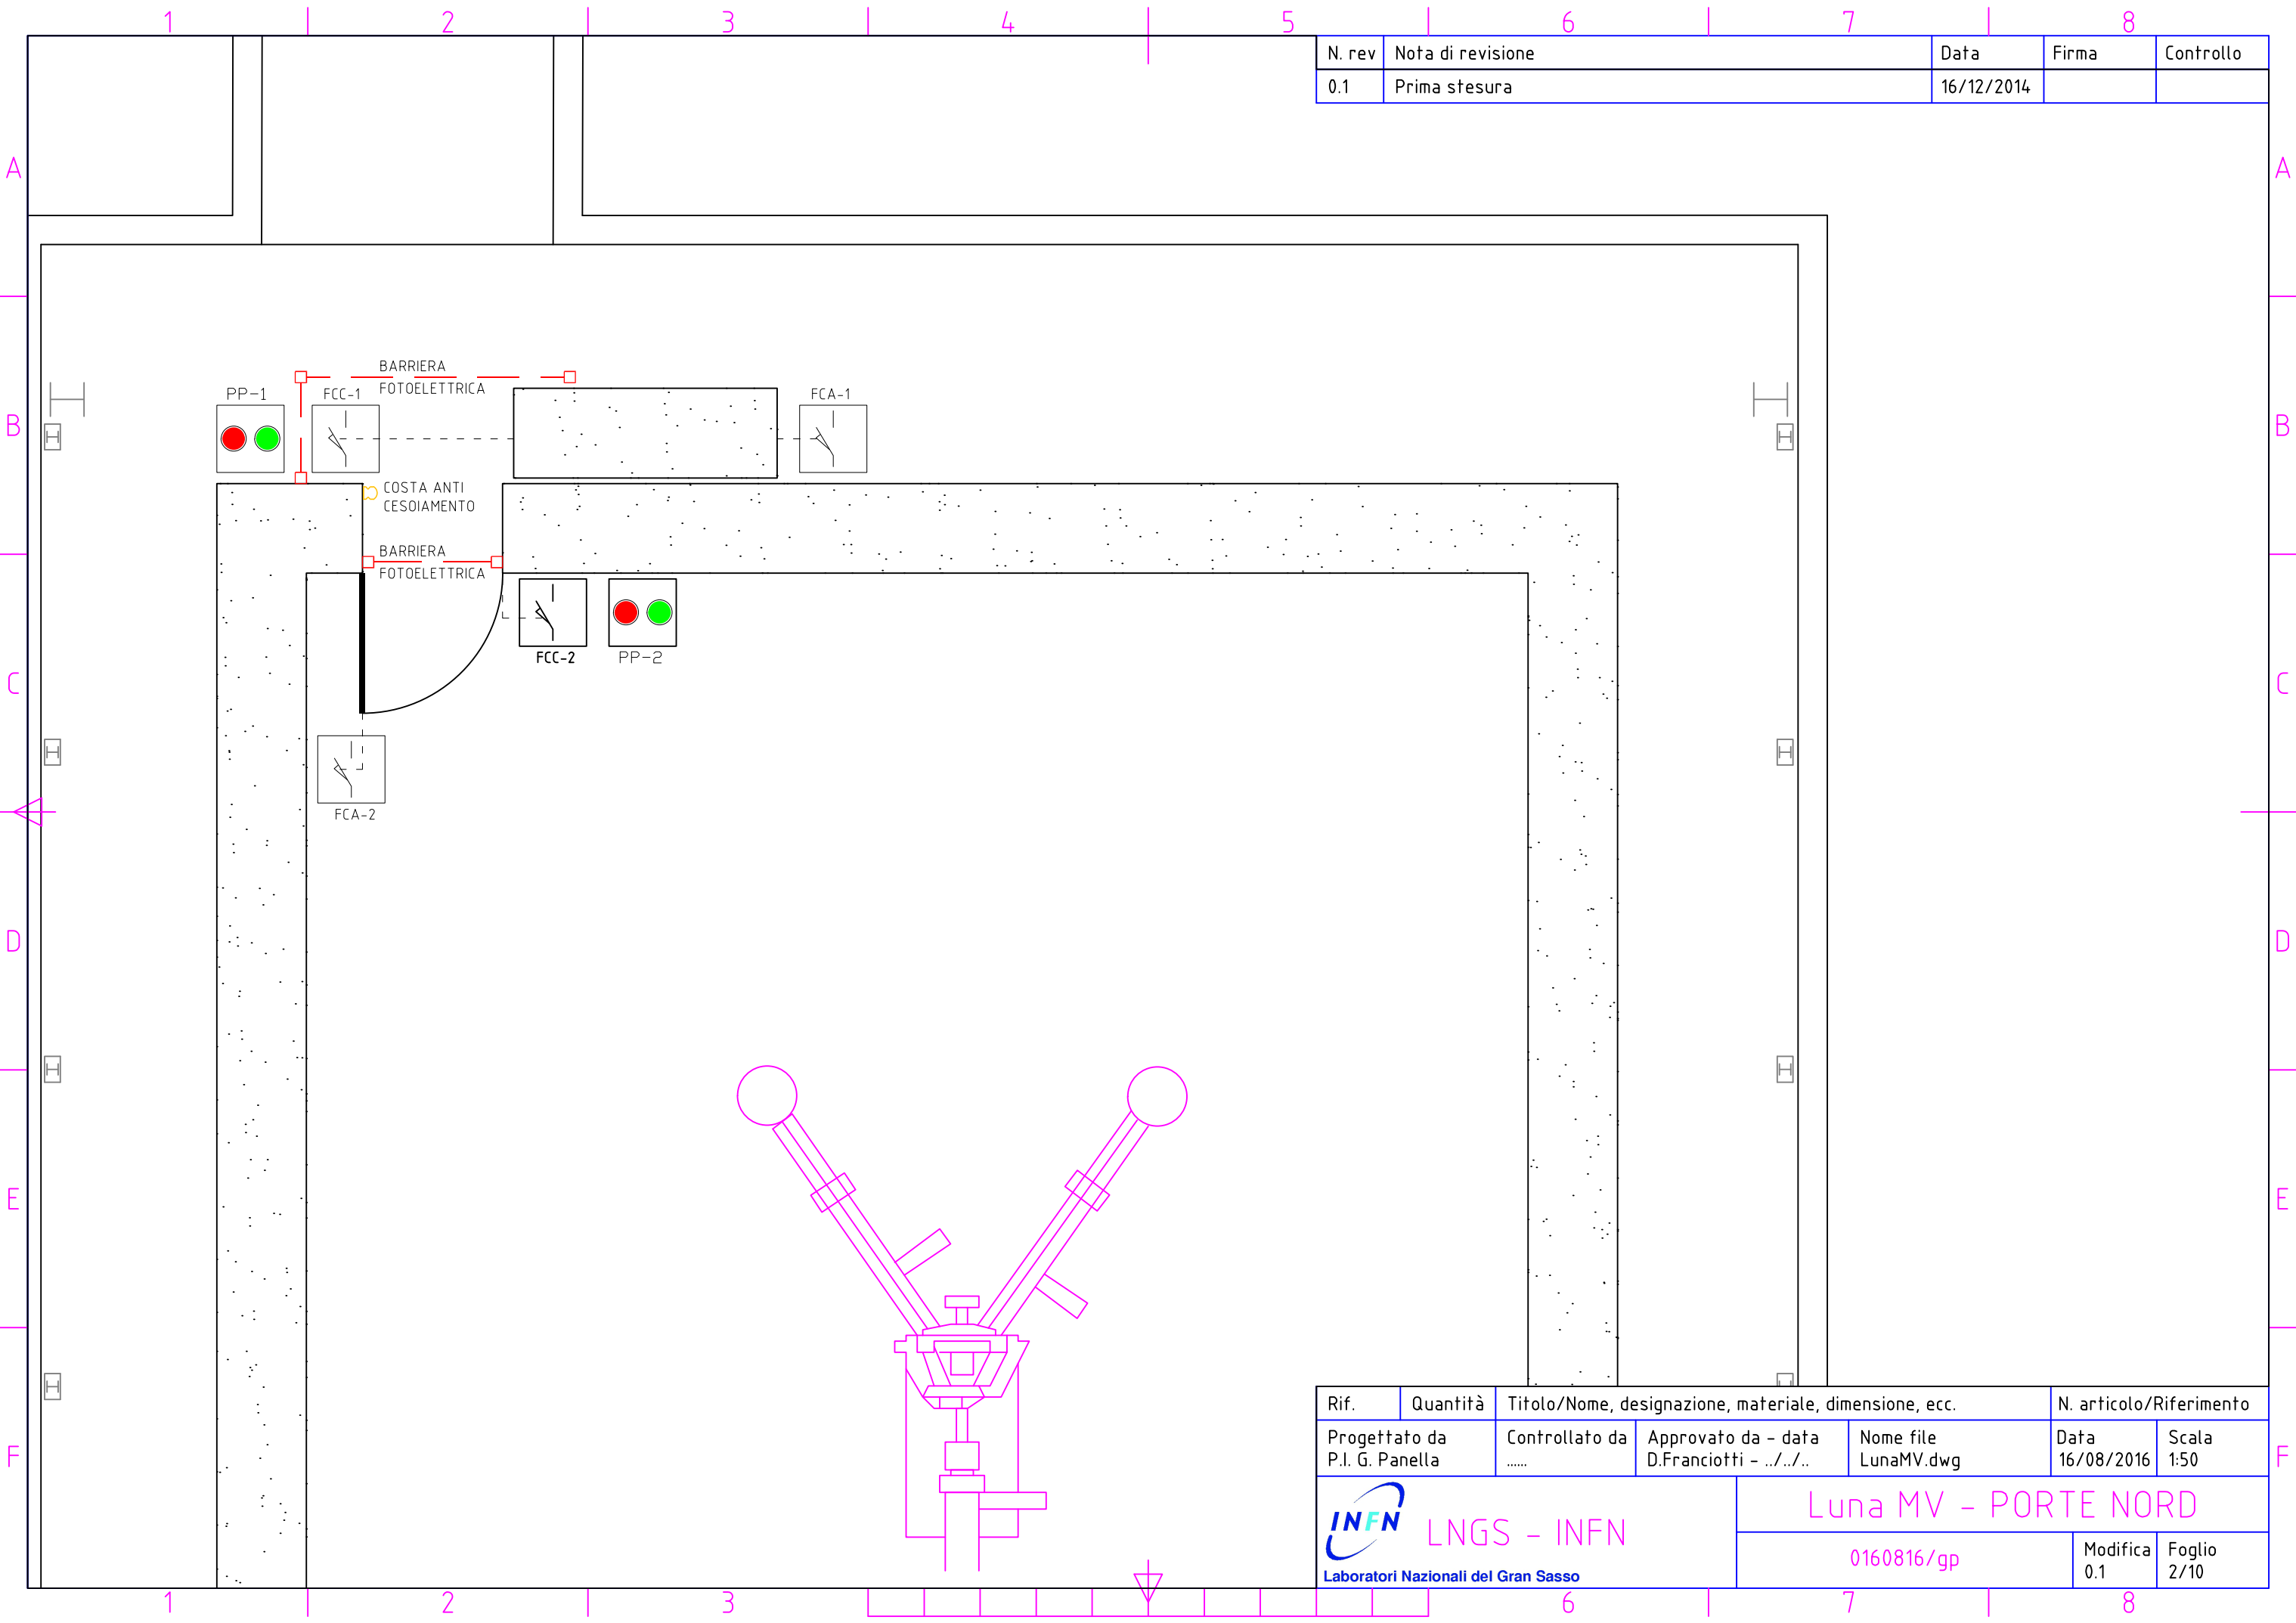 1 2 3 4 5 6 7 8
N. rev Nota di revisione Data Firma Controllo
0.1 Prima stesura 16/12/2014
A A
BARRIERA
FOTOELETTRICA
PP-1 FCC-1 FCA-1
B B
COSTA ANTI
CESOIAMENTO
BARRIERA
FOTOELETTRICA
FCC-2 PP-2
C C
FCA-2
D D
E E
Rif. Quantità Titolo/Nome, designazione, materiale, dimensione, ecc. N. articolo/Riferimento
Progettato da Controllato da Approvato da - data Nome file Data Scala
P.I. G. Panella ...... D.Franciotti - ../../.. LunaMV.dwg 16/08/2016 1:50
F F
INFN
LNGS - INFN
Laboratori Nazionali del Gran Sasso
Luna MV - PORTE NORD
0160816/gp
Modifica Foglio
0.1 2/10
1 2 3 6 7 8